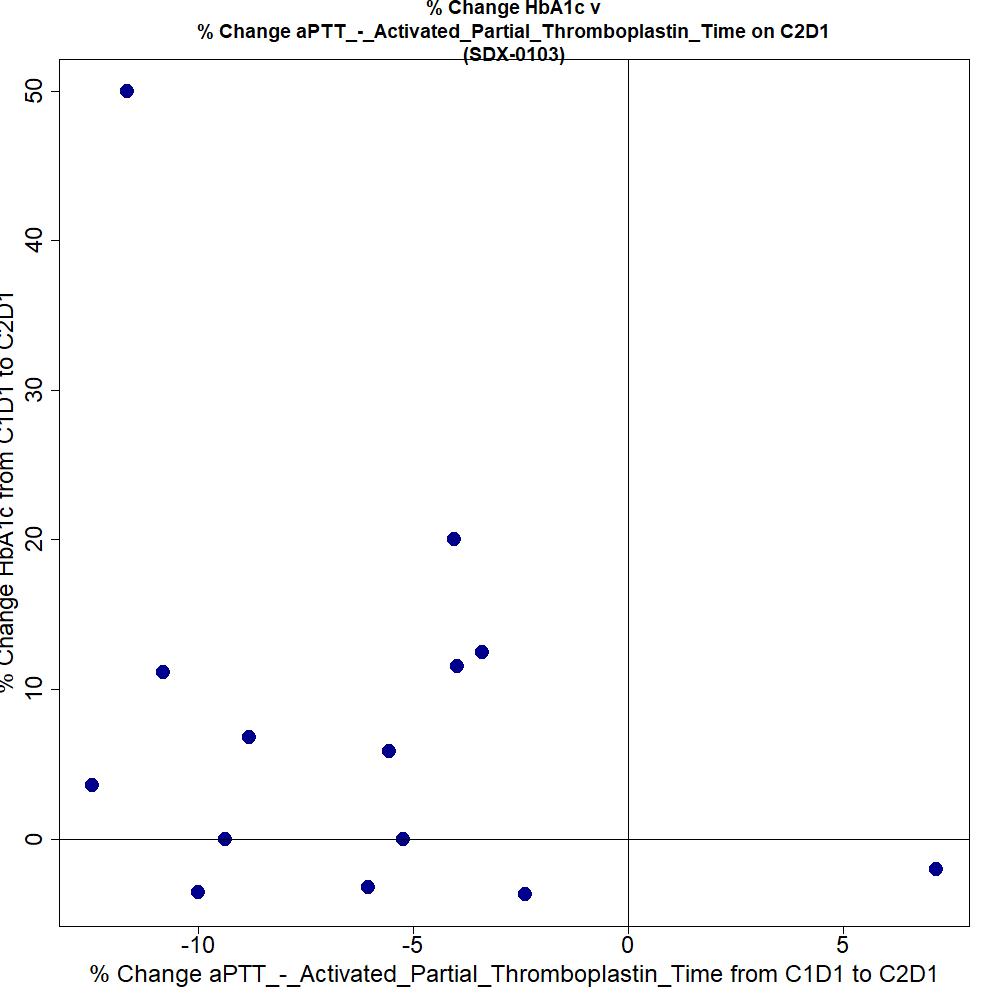 % Change HbA1c v
% Change aPTT_-_Activated_Partial_Thromboplastin_Time on C2D1
(SDX-0103)
% Change HbA1c from C1D1 to C2D1
50
40
30
20
10
0
-10
-5
0
5
% Change aPTT_-_Activated_Partial_Thromboplastin_Time from C1D1 to C2D1